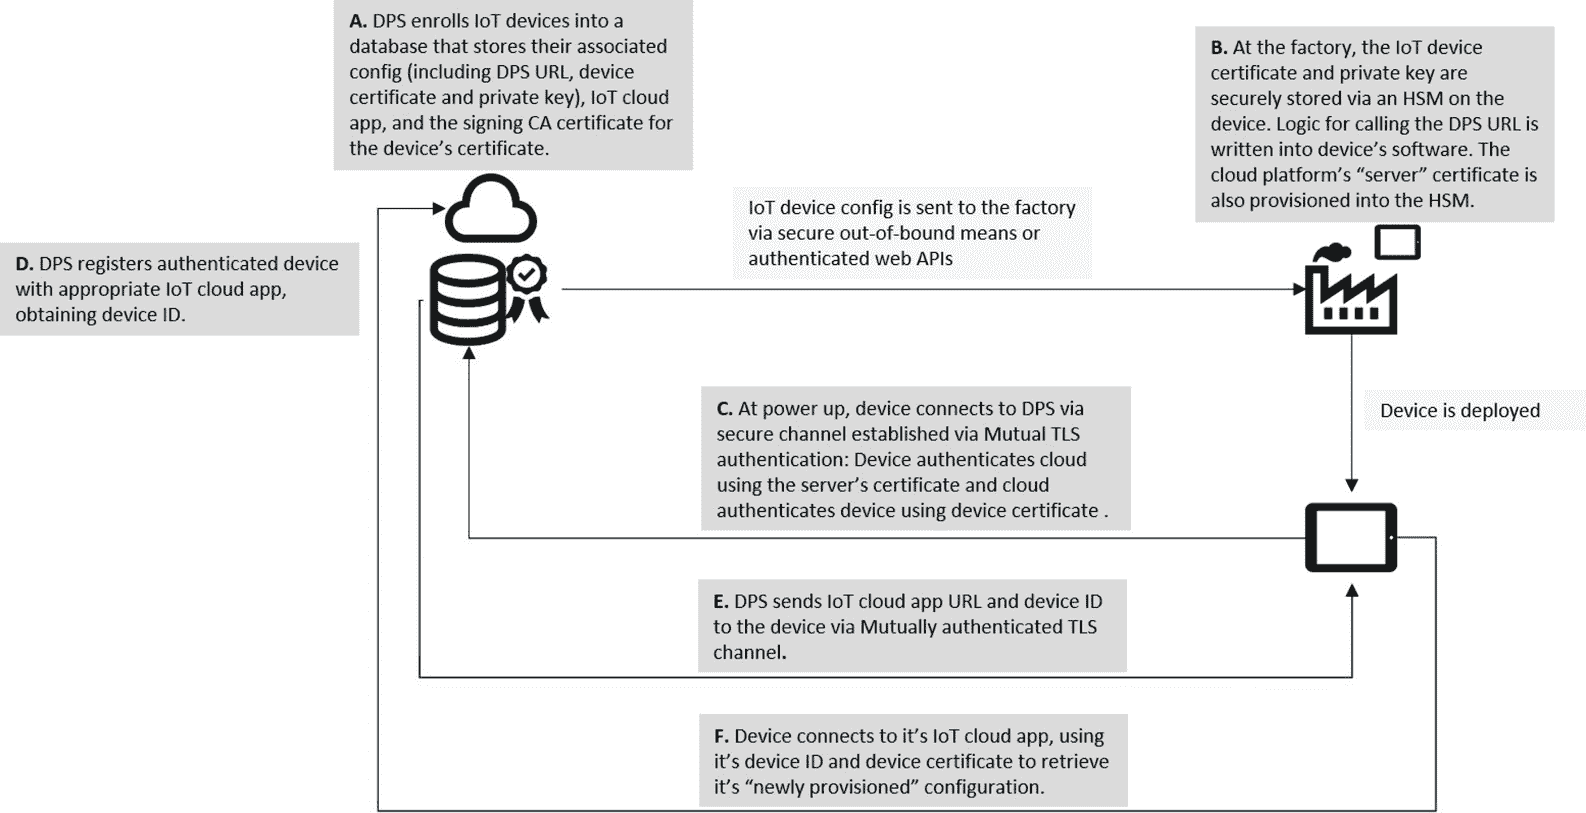 A. DPS enrolls IoT devices into a
database that stores their associated
config (including DPS URL, device
certificate and private key), IoT cloud
app, and the signing CA certificate for
the device's certificate.
B. At the factory, the IoT device
certificate and private key are
securely stored via an HSM on the
device. Logic for calling the DPS URL is
written into device's software. The
cloud platform's “server” certificate is
also provisioned into the HSM.
IoT device config is sent to the factory
via secure out-of-bound means or
authenticated web APIs
D. DPS registers authenticated device
with appropriate IoT cloud app,
obtaining device ID.
C. At power up, device connects to DPS via
secure channel established via Mutual TLS
authentication: Device authenticates cloud
using the server's certificate and cloud
authenticates device using device certificate .
Device is deployed
E. DPS sends IoT cloud app URL and device ID
to the device via Mutually authenticated TLS
channel.
F. Device connects to it's IoT cloud app, using
it's device ID and device certificate to retrieve
it's “newly provisioned” configuration.